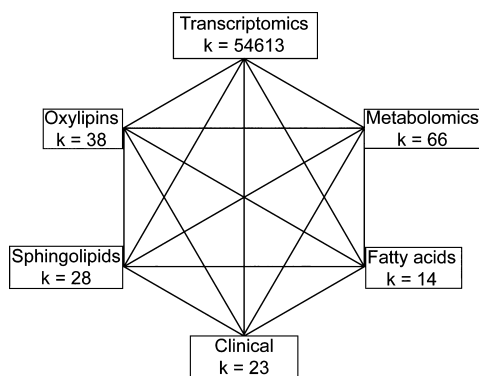 Transcriptomics
k = 54613
Oxylipins
k = 38
Metabolomics
k = 66
Sphingolipids
k = 28
Fatty acids
k = 14
Clinical
k = 23